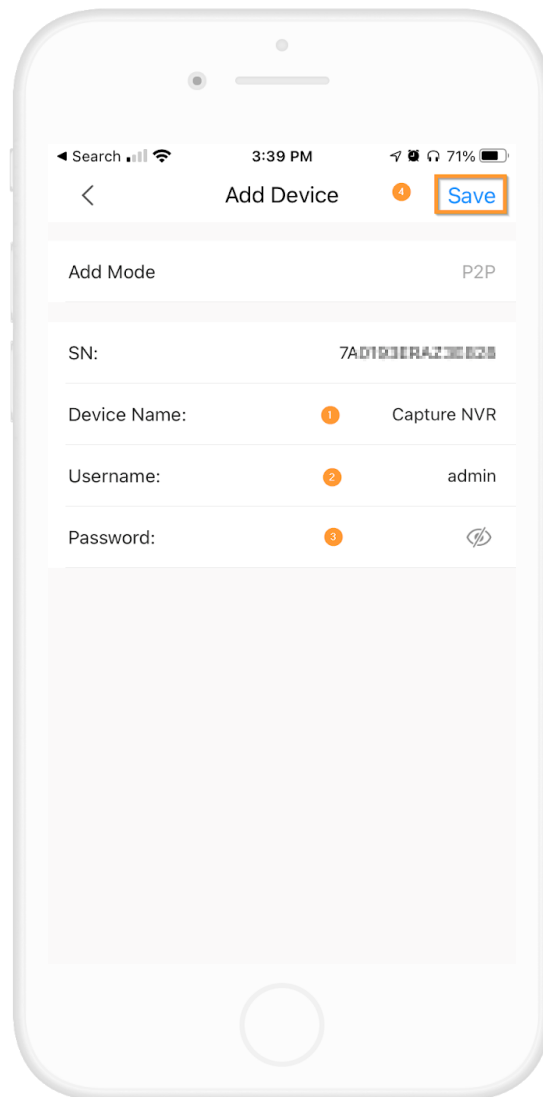 ◀ Search 3:39 PM 71%
Add Device 4 Save
Add Mode P2P
SN:
Device Name: 1 Capture NVR
Username: 2 admin
Password: 3